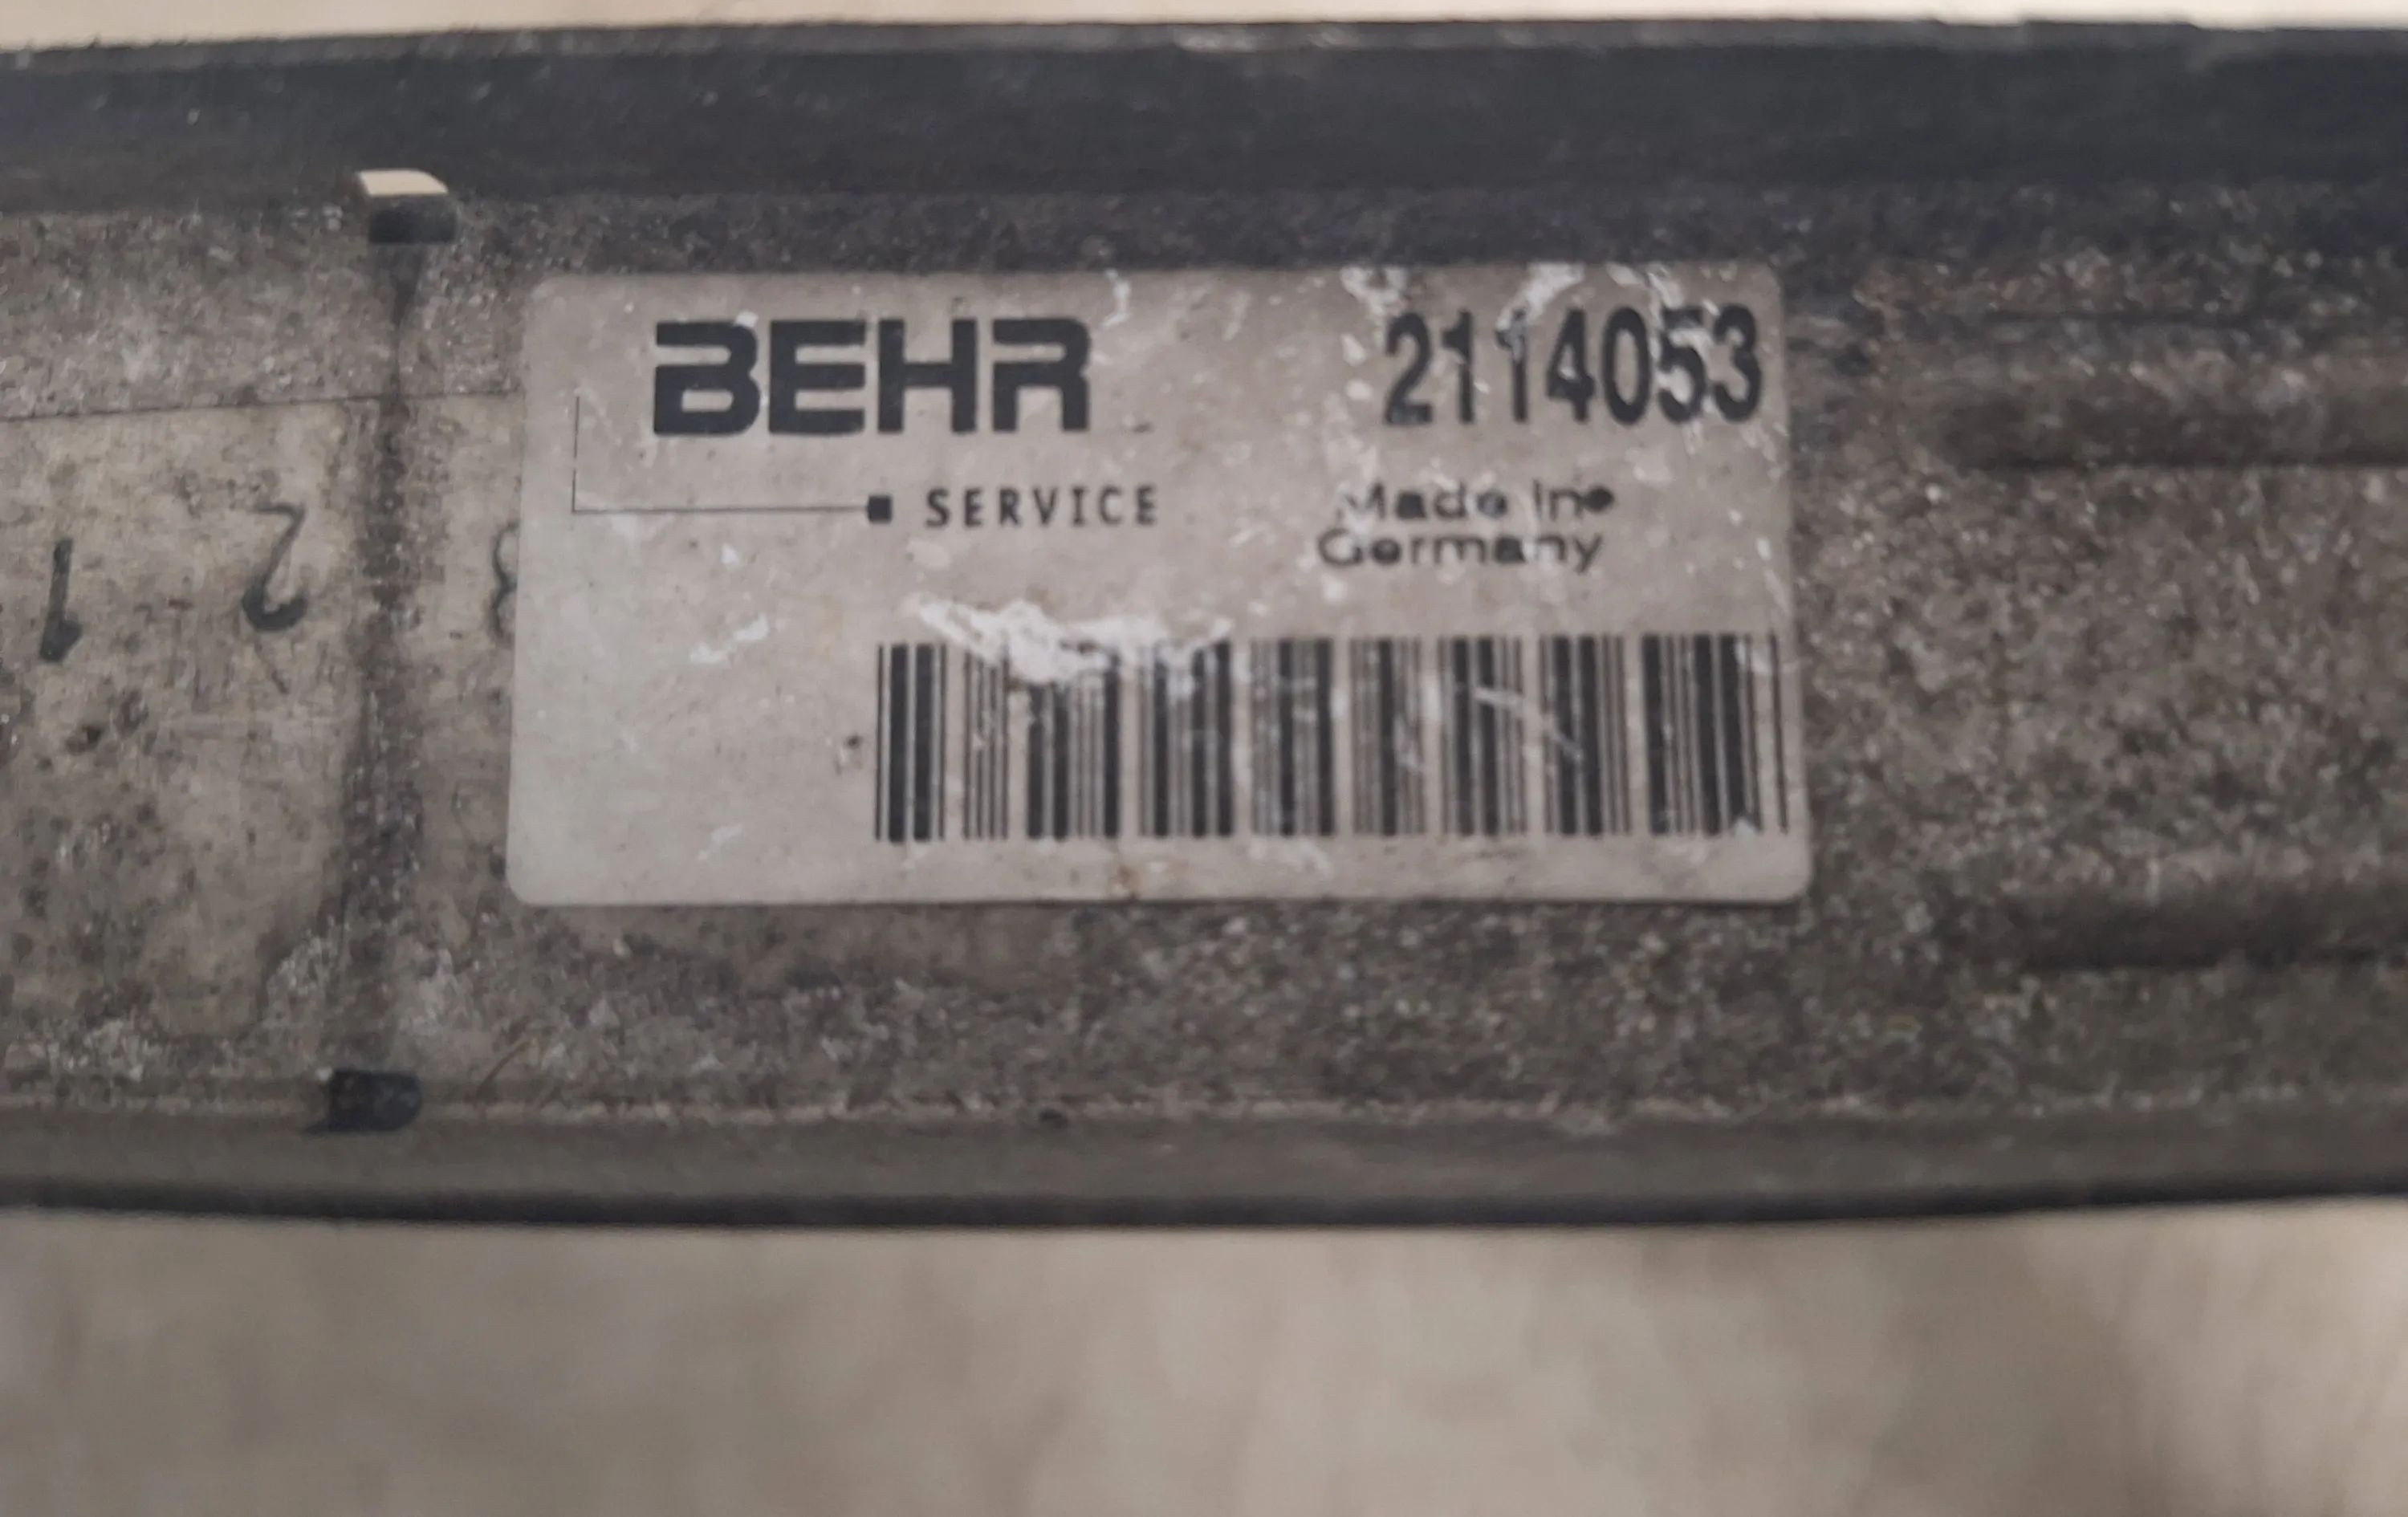 BEHR 2114053
SERVICE
Made in
Germany
1 2